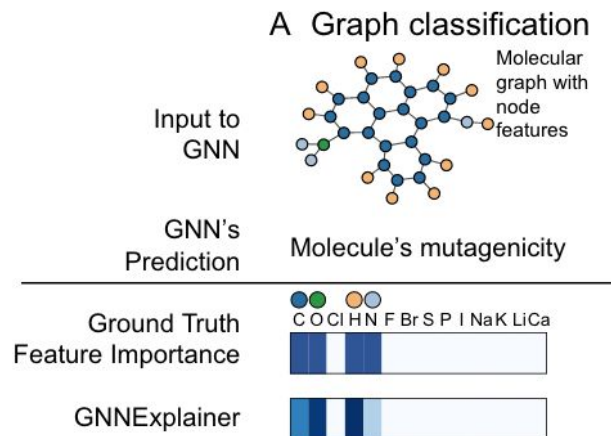 A Graph classification
Molecular
graph with
node
features
Input to
GNN
GNN's
Prediction
Molecule's mutagenicity
C O Cl H N F Br S P I Na K Li Ca
Ground Truth
Feature Importance
GNNExplainer